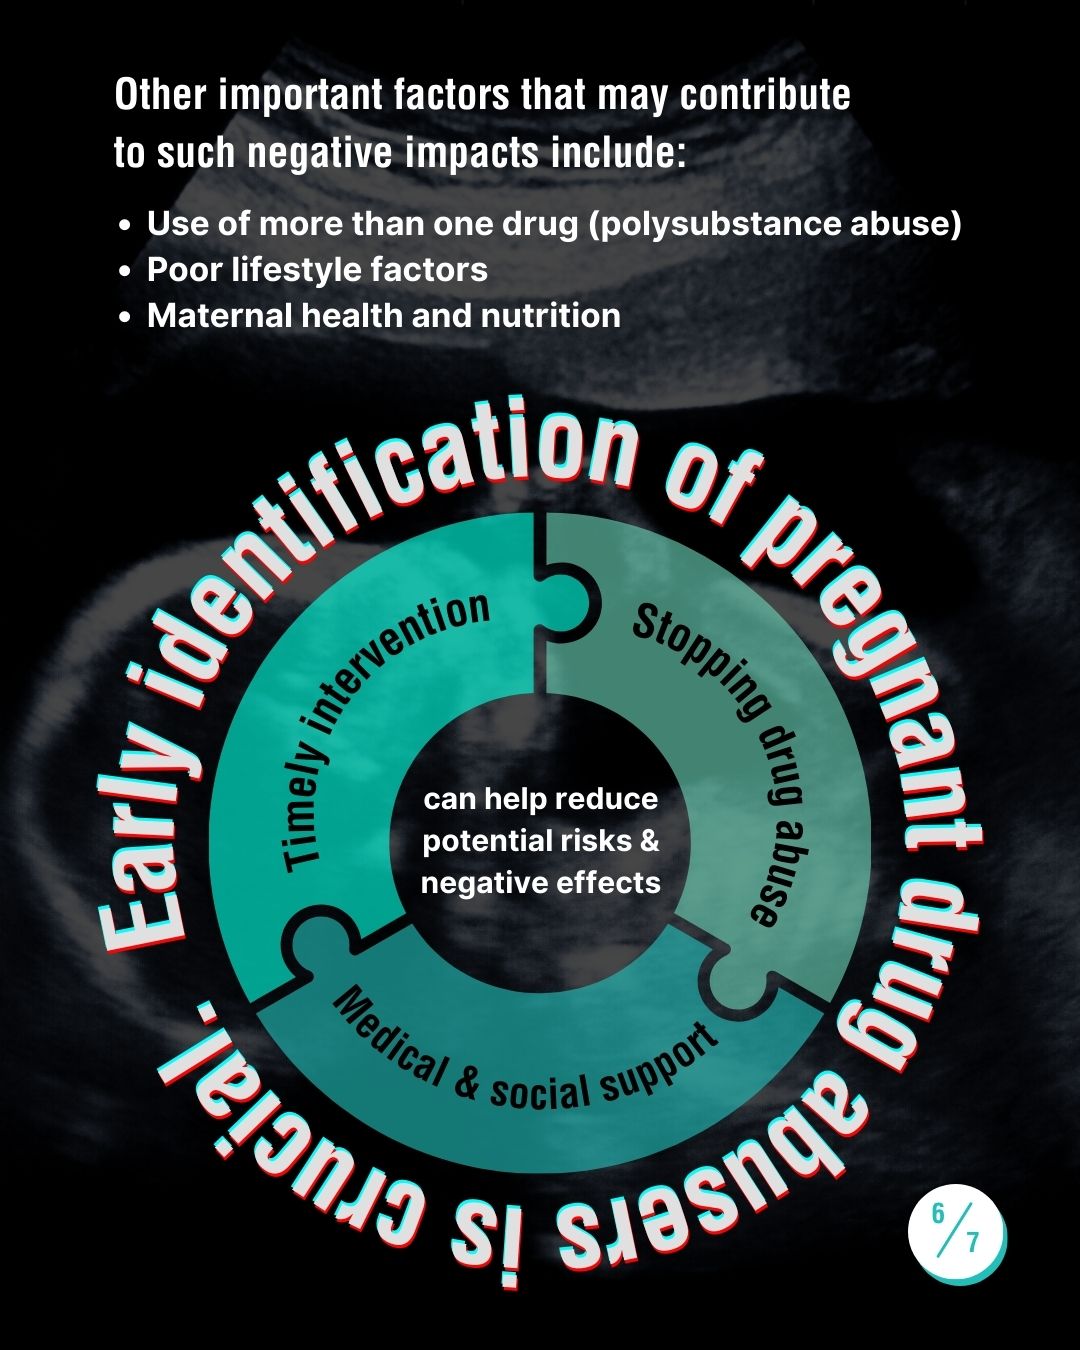 Other important factors that may contribute
to such negative impacts include:
• Use of more than one drug (polysubstance abuse)
• Poor lifestyle factors
• Maternal health and nutrition
Early identification of pregnant drug abusers is crucial.
Timely intervention
Stopping drug abuse
Medical & social support
can help reduce
potential risks &
negative effects
6/7